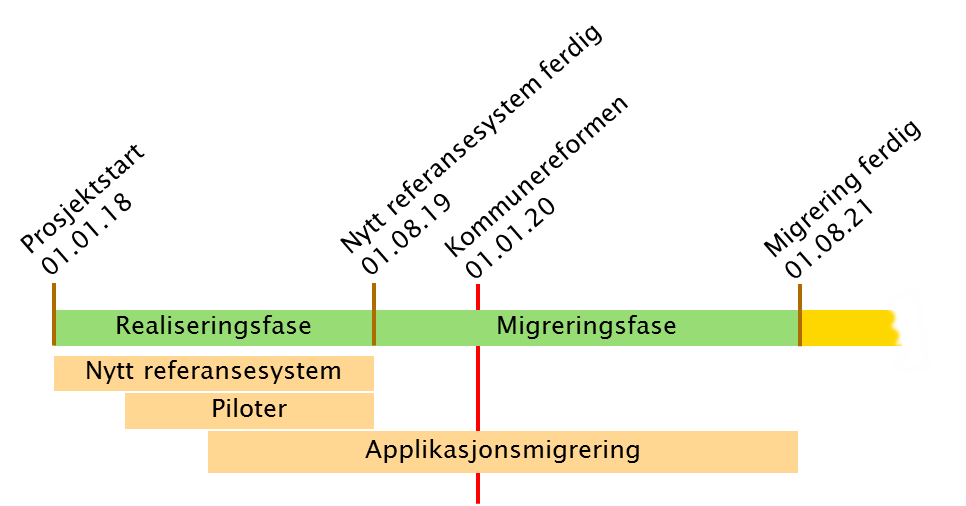 Prosjektstart
01.01.18
Nytt referansesystem ferdig
01.08.19
Kommunereformen
01.01.20
Migrering ferdig
01.08.21
Realiseringsfase
Migreringsfase
Nytt referansesystem
Piloter
Applikasjonsmigrering